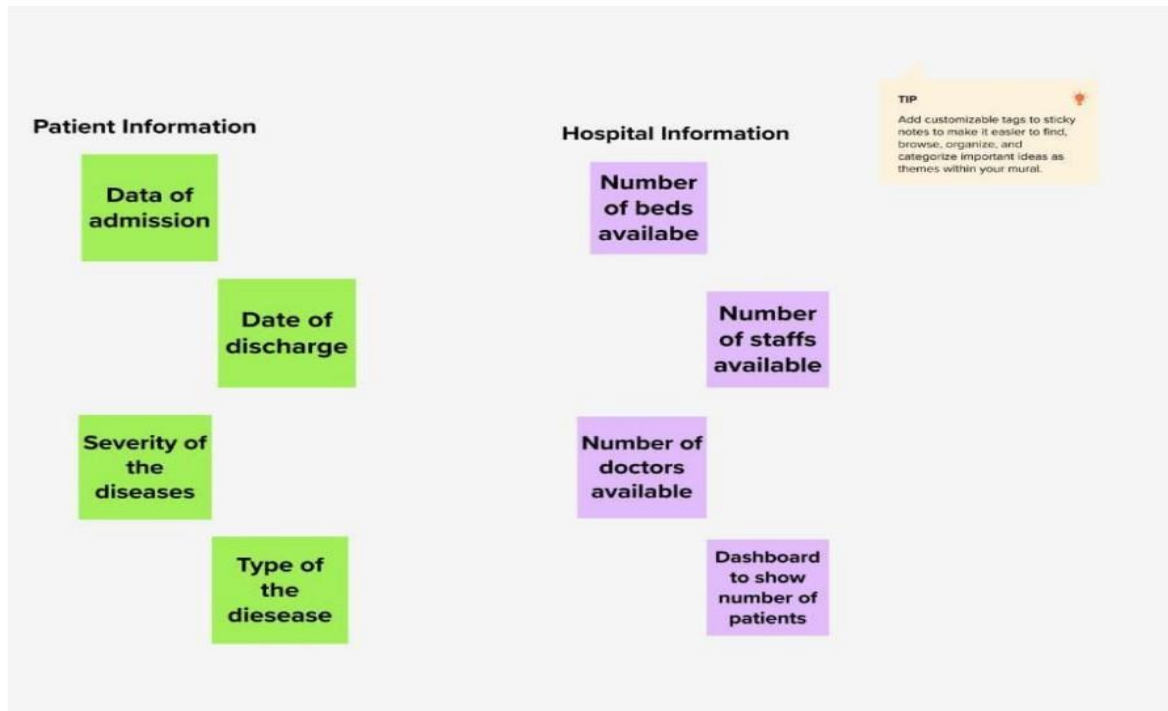 Patient Information
Data of
admission
Date of
discharge
Severity of
the
diseases
Type of
the
diesease
Hospital Information
Number
of beds
availabe
Number
of staffs
available
Number of
doctors
available
Dashboard
to show
number of
patients
TIP
Add customizable tags to sticky
notes to make it easier to find,
browse, organize, and
categorize important ideas as
themes within your mural.